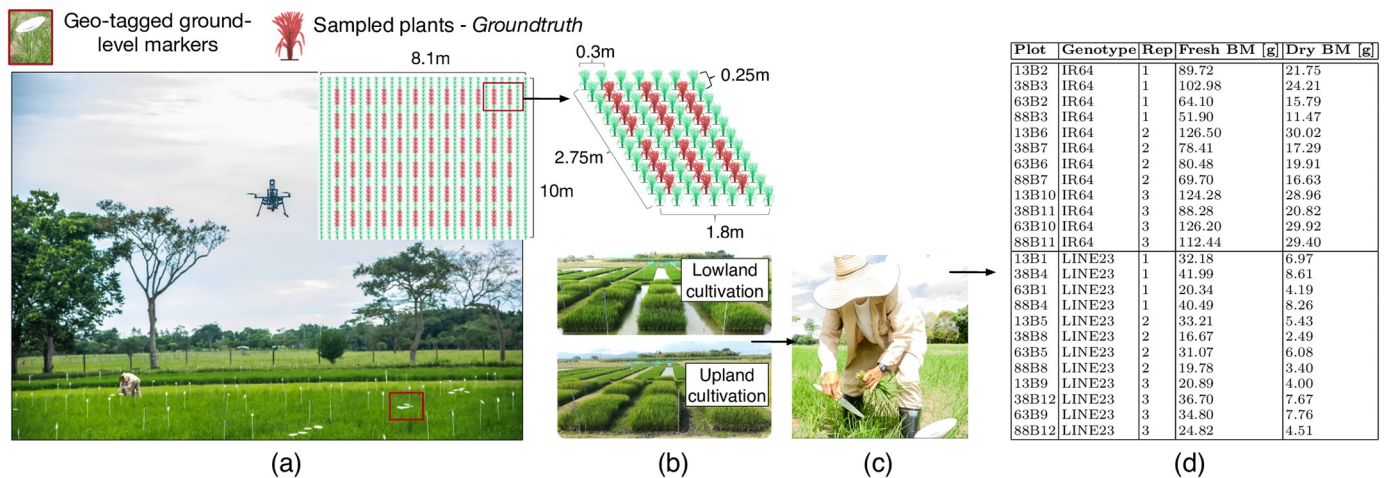 Geo-tagged ground-
level markers
Sampled plants - Groundtruth
8.1m
10m
0.3m
0.25m
2.75m
1.8m
Lowland
cultivation
Upland
cultivation
Plot Genotype Rep Fresh BM [g] Dry BM [g]
13B2 IR64 1 89.72 21.75
38B3 IR64 1 102.98 24.21
63B2 IR64 1 64.10 15.79
88B3 IR64 1 51.90 11.47
13B6 IR64 2 126.50 30.02
38B7 IR64 2 78.41 17.29
63B6 IR64 2 80.48 19.91
88B7 IR64 2 69.70 16.63
13B10 IR64 3 124.28 28.96
38B11 IR64 3 88.28 20.82
63B10 IR64 3 126.20 29.92
88B11 IR64 3 112.44 29.40
13B1 LINE23 1 32.18 6.97
38B4 LINE23 1 41.99 8.61
63B1 LINE23 1 20.34 4.19
88B4 LINE23 1 40.49 8.26
13B5 LINE23 2 33.21 5.43
38B8 LINE23 2 16.67 2.49
63B5 LINE23 2 31.07 6.08
88B8 LINE23 2 19.78 3.40
13B9 LINE23 3 20.89 4.00
38B12 LINE23 3 36.70 7.67
63B9 LINE23 3 34.80 7.76
88B12 LINE23 3 24.82 4.51
(a) (b) (c) (d)